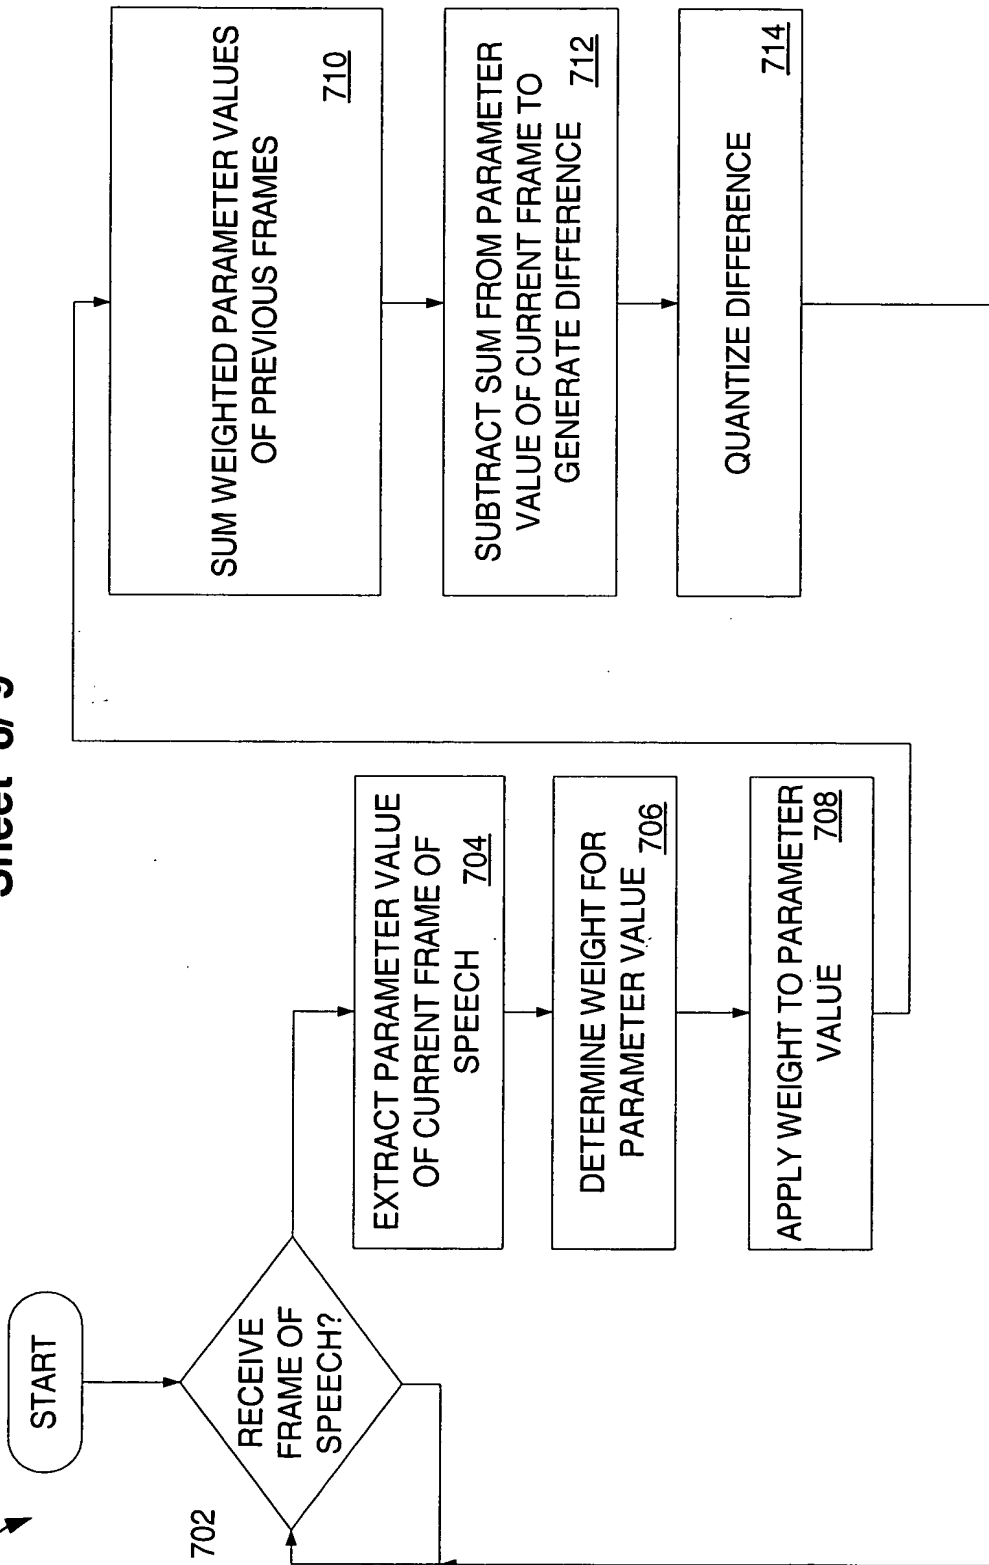 START
RECEIVE
FRAME OF
SPEECH?
702
EXTRACT PARAMETER VALUE
OF CURRENT FRAME OF
SPEECH 704
DETERMINE WEIGHT FOR
PARAMETER VALUE 706
APPLY WEIGHT TO PARAMETER
VALUE 708
SUM WEIGHTED PARAMETER VALUES
OF PREVIOUS FRAMES
710
SUBTRACT SUM FROM PARAMETER
VALUE OF CURRENT FRAME TO
GENERATE DIFFERENCE 712
QUANTIZE DIFFERENCE
714